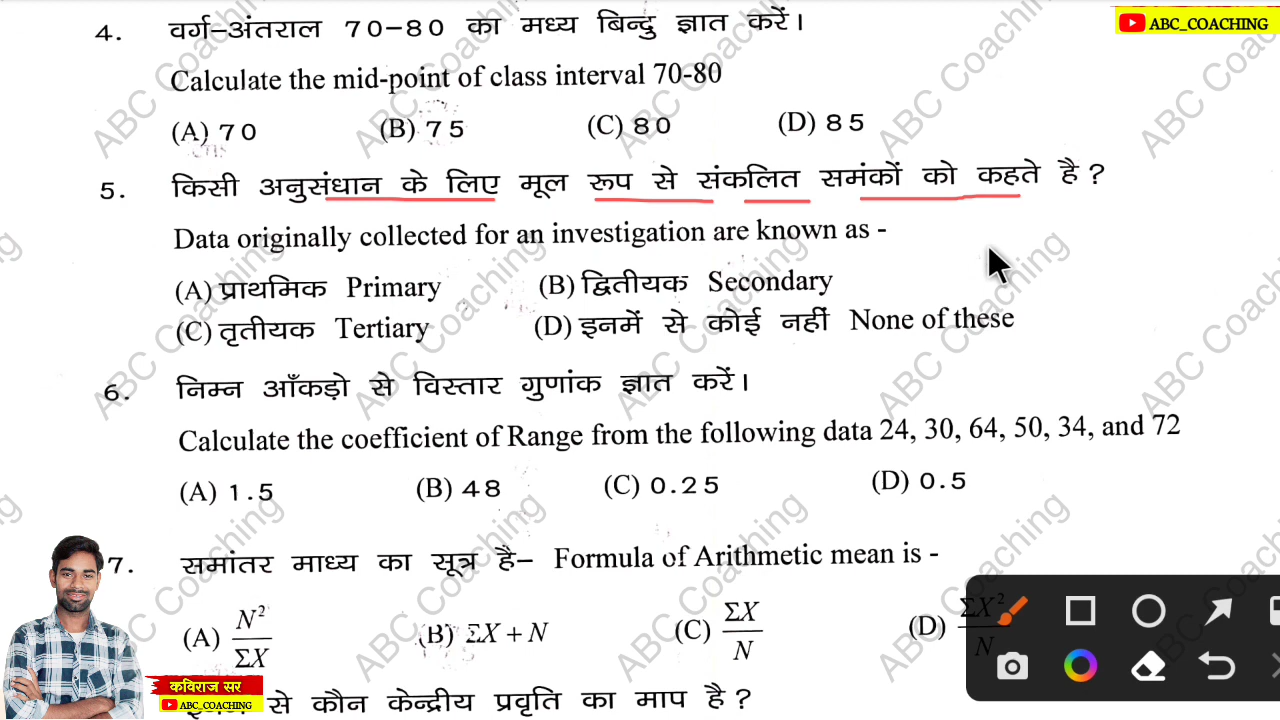 ABC_COACHING
4. वर्ग–अंतराल 70–80 का मध्य बिन्दु ज्ञात करें।
Calculate the mid-point of class interval 70-80
(A) 70 (B) 75 (C) 80 (D) 85
5. किसी अनुसंधान के लिए मूल रूप से संकलित समंकों को कहते है ?
Data originally collected for an investigation are known as -
(A) प्राथमिक Primary (B) द्वितीयक Secondary
(C) तृतीयक Tertiary (D) इनमें से कोई नहीं None of these
6. निम्न आँकड़ो से विस्तार गुणांक ज्ञात करें।
Calculate the coefficient of Range from the following data 24, 30, 64, 50, 34, and 72
(A) 1.5 (B) 48 (C) 0.25 (D) 0.5
7. समांतर माध्य का सूत्र है– Formula of Arithmetic mean is -
(A) N²/ΣX (B) ΣX + N (C) ΣX/N (D) ΣX²/N
से कौन केन्द्रीय प्रवृति का माप है ?
कविराज सर
ABC_COACHING
ABC Coaching